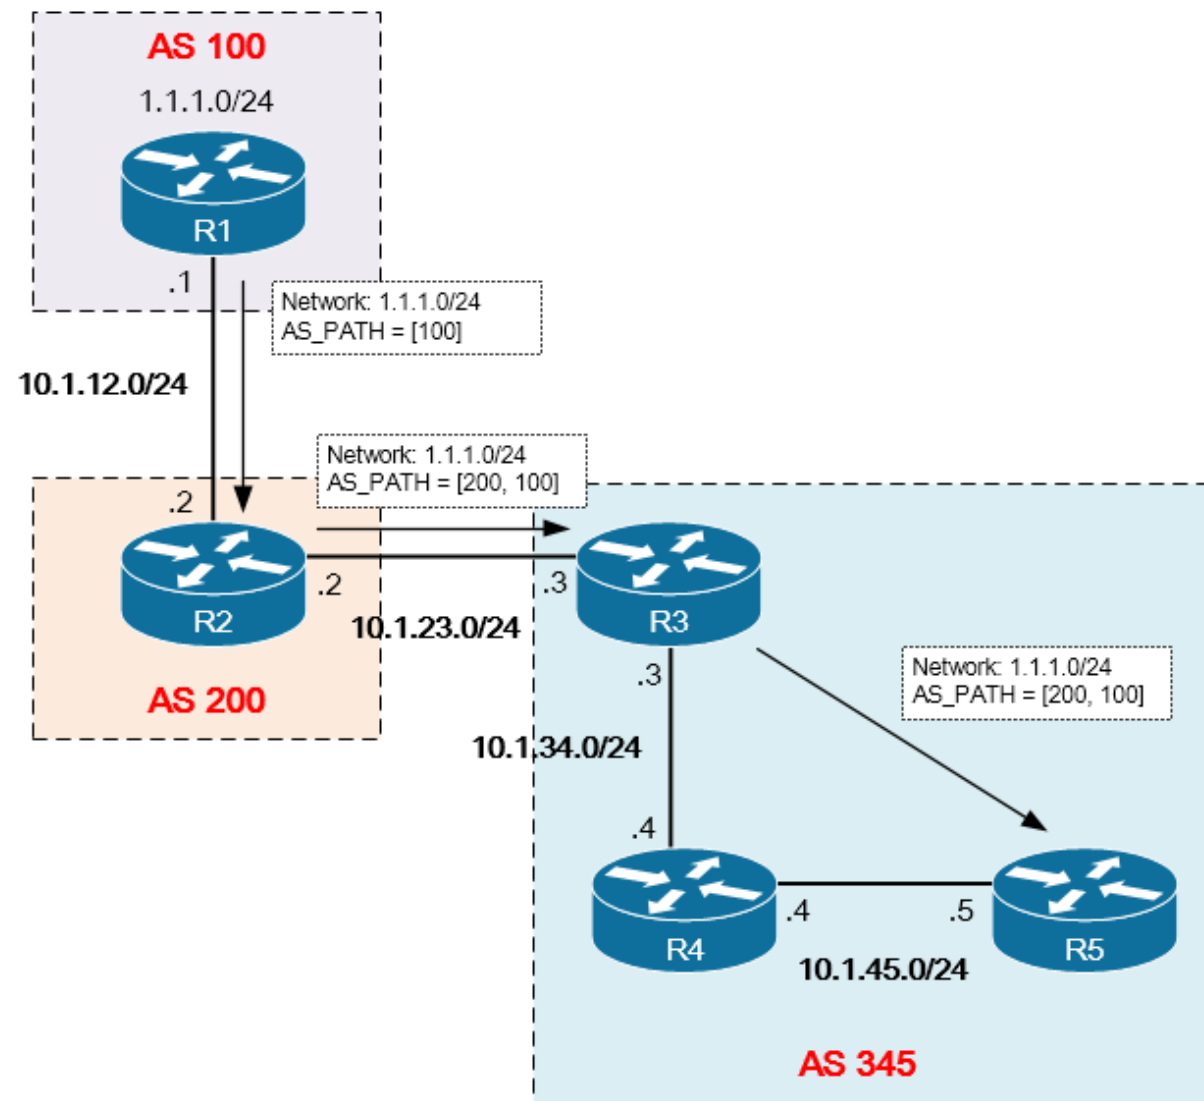 AS 100
1.1.1.0/24
R1
.1
Network: 1.1.1.0/24
AS_PATH = [100]
10.1.12.0/24
Network: 1.1.1.0/24
AS_PATH = [200, 100]
.2
R2
.2
.3
R3
10.1.23.0/24
AS 200
.3
Network: 1.1.1.0/24
AS_PATH = [200, 100]
10.1.34.0/24
.4
R4
.4
.5
R5
10.1.45.0/24
AS 345